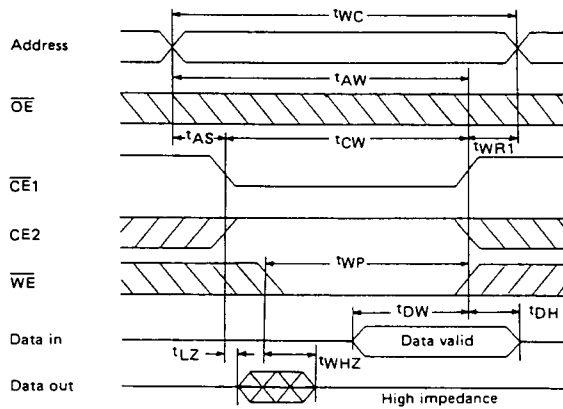 tWC
Address
tAW
OE
tAS
tCW
tWR1
CE1
CE2
tWP
WE
tDW
tDH
Data in
Data valid
tLZ
tWHZ
Data out
High impedance